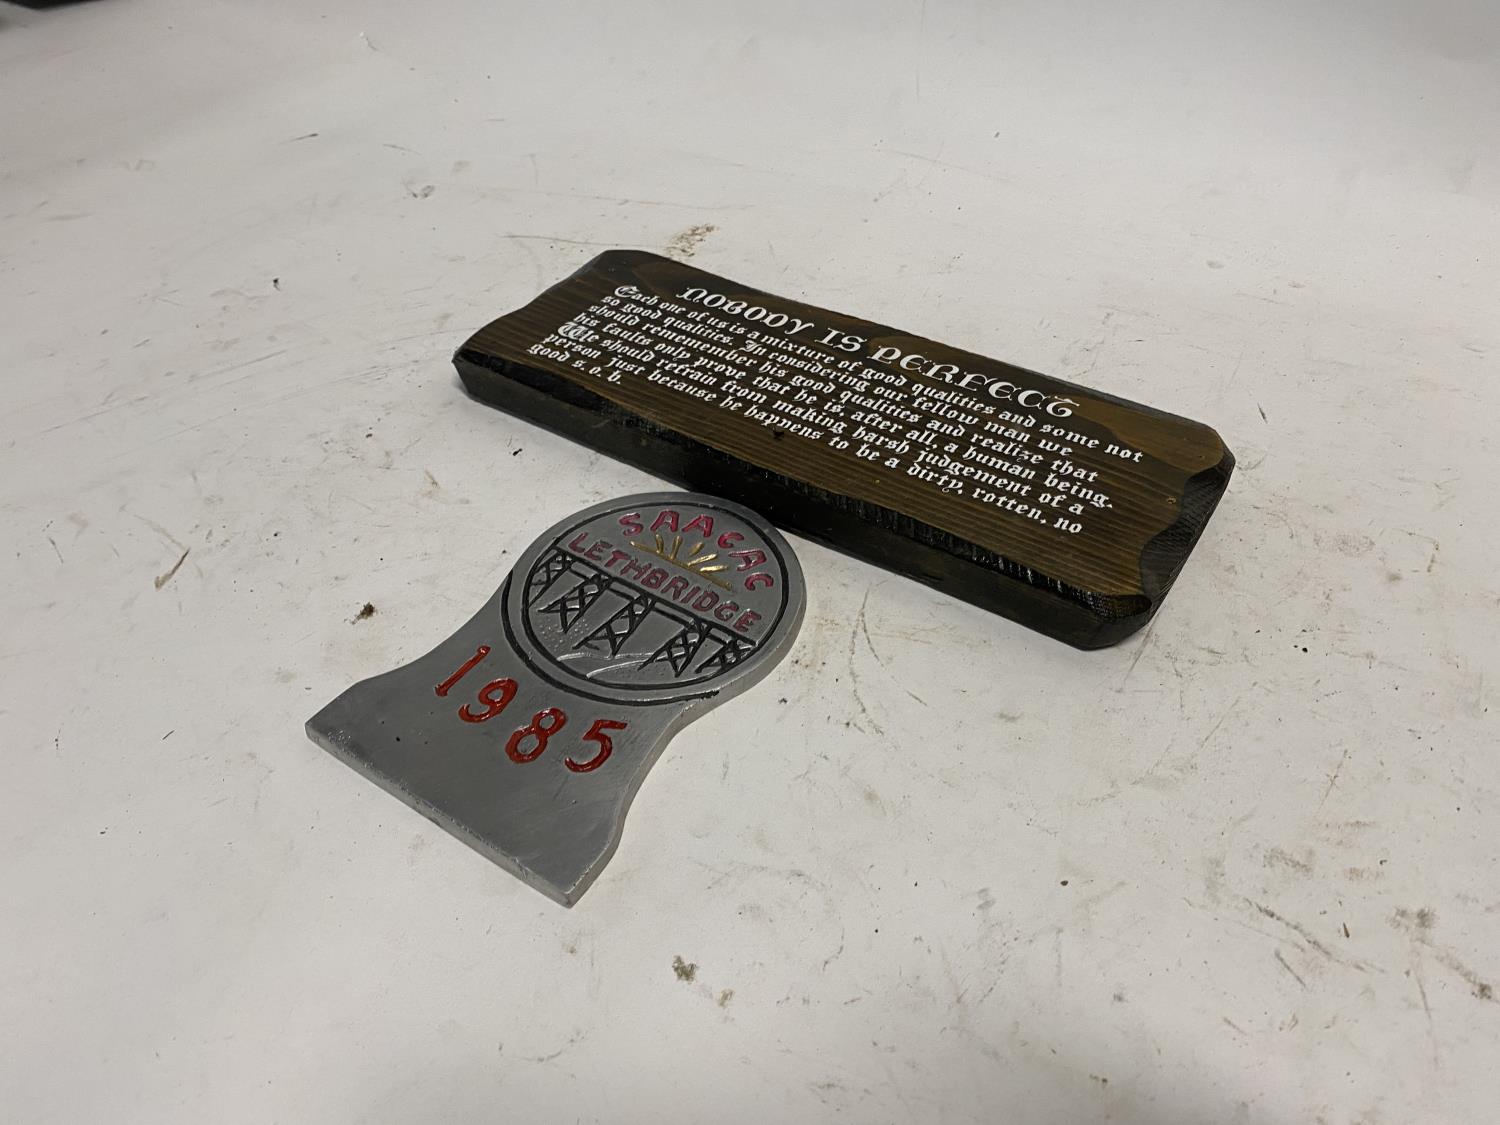 NOBODY IS PERFECT
Each one of us is a mixture of good qualities and some not
so good qualities. In considering our fellow man we
should rememember his good qualities and realize that
his faults only prove that he is, after all, a human being.
We should refrain from making harsh judgement of a
person just because he happens to be a dirty, rotten, no
good s. o. b.
SAACAC
LETHBRIDGE
1985